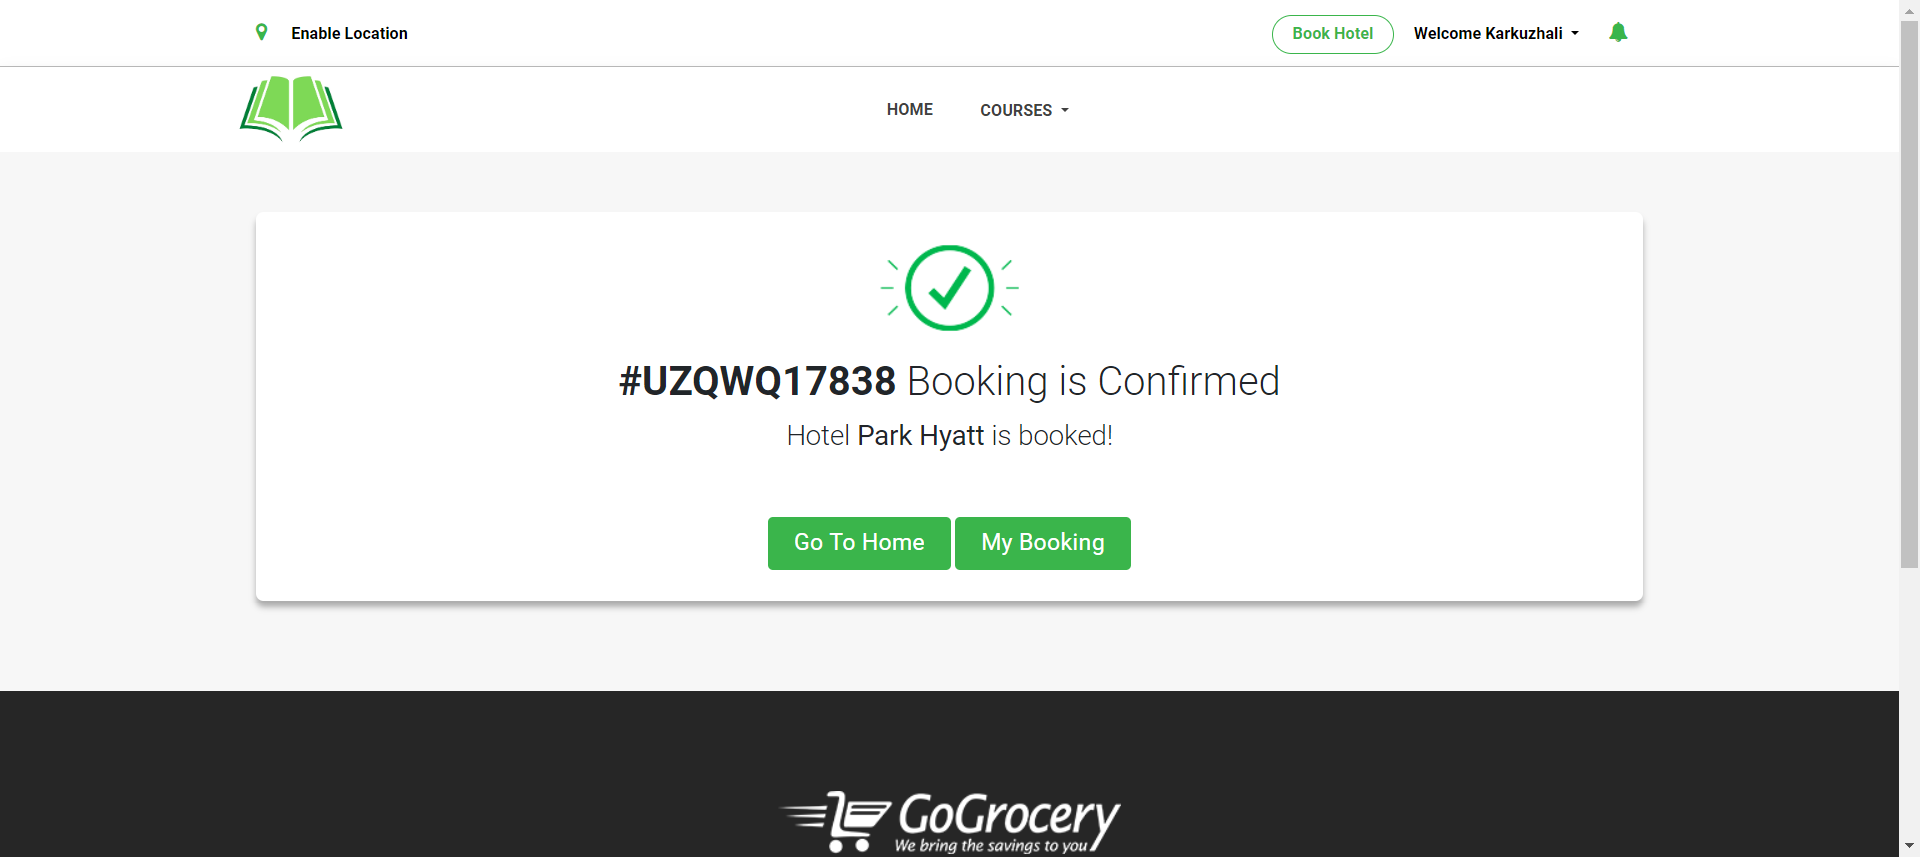 Enable Location
Book Hotel
Welcome Karkuzhali
HOME
COURSES
#UZQWQ17838 Booking is Confirmed
Hotel Park Hyatt is booked!
Go To Home
My Booking
GoGrocery
We bring the savings to you